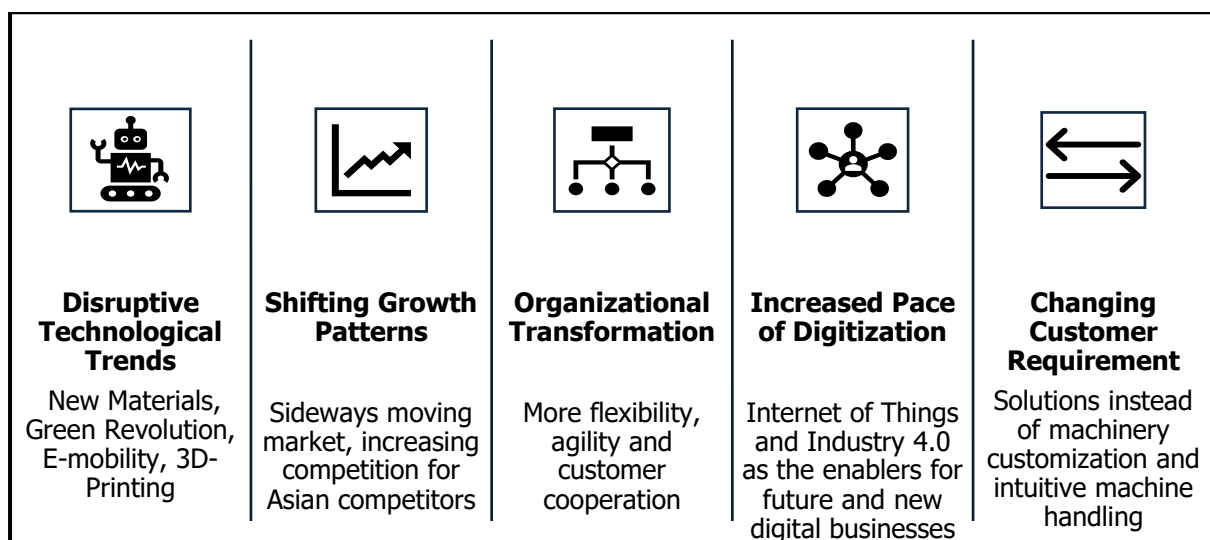 Disruptive
Technological
Trends
New Materials,
Green Revolution,
E-mobility, 3D-
Printing
Shifting Growth
Patterns
Sideways moving
market, increasing
competition for
Asian competitors
Organizational
Transformation
More flexibility,
agility and
customer
cooperation
Increased Pace
of Digitization
Internet of Things
and Industry 4.0
as the enablers for
future and new
digital businesses
Changing
Customer
Requirement
Solutions instead
of machinery
customization and
intuitive machine
handling